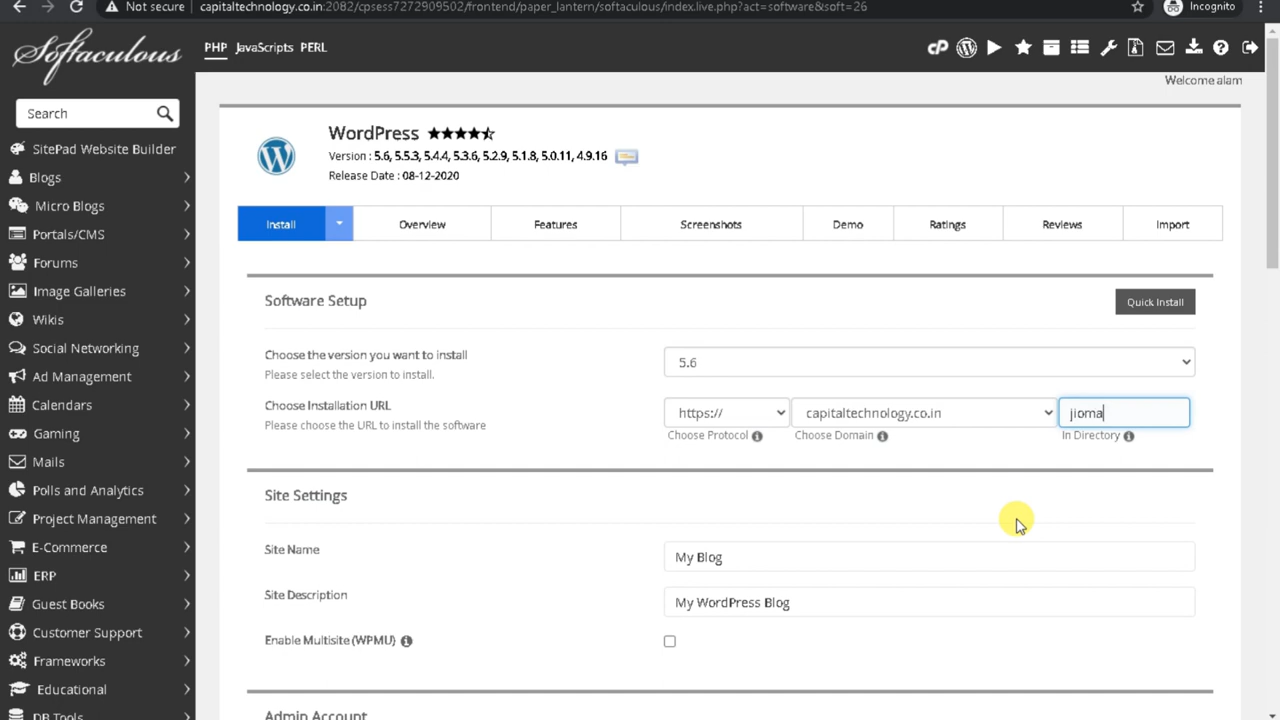 Not secure capitaltechnology.co.in:2082/cpsess7272909502/frontend/paper_lantern/softaculous/index.live.php?act=software&soft=26 Incognito
Softaculous
PHP JavaScripts PERL
Welcome alam
Search
SitePad Website Builder
Blogs
Micro Blogs
Portals/CMS
Forums
Image Galleries
Wikis
Social Networking
Ad Management
Calendars
Gaming
Mails
Polls and Analytics
Project Management
E-Commerce
ERP
Guest Books
Customer Support
Frameworks
Educational
DB Tools
WordPress
Version : 5.6, 5.5.3, 5.4.4, 5.3.6, 5.2.9, 5.1.8, 5.0.11, 4.9.16
Release Date : 08-12-2020
Install Overview Features Screenshots Demo Ratings Reviews Import
Software Setup Quick Install
Choose the version you want to install 5.6
Please select the version to install.
Choose Installation URL https:// capitaltechnology.co.in jioma
Please choose the URL to install the software Choose Protocol Choose Domain In Directory
Site Settings
Site Name My Blog
Site Description My WordPress Blog
Enable Multisite (WPMU)
Admin Account